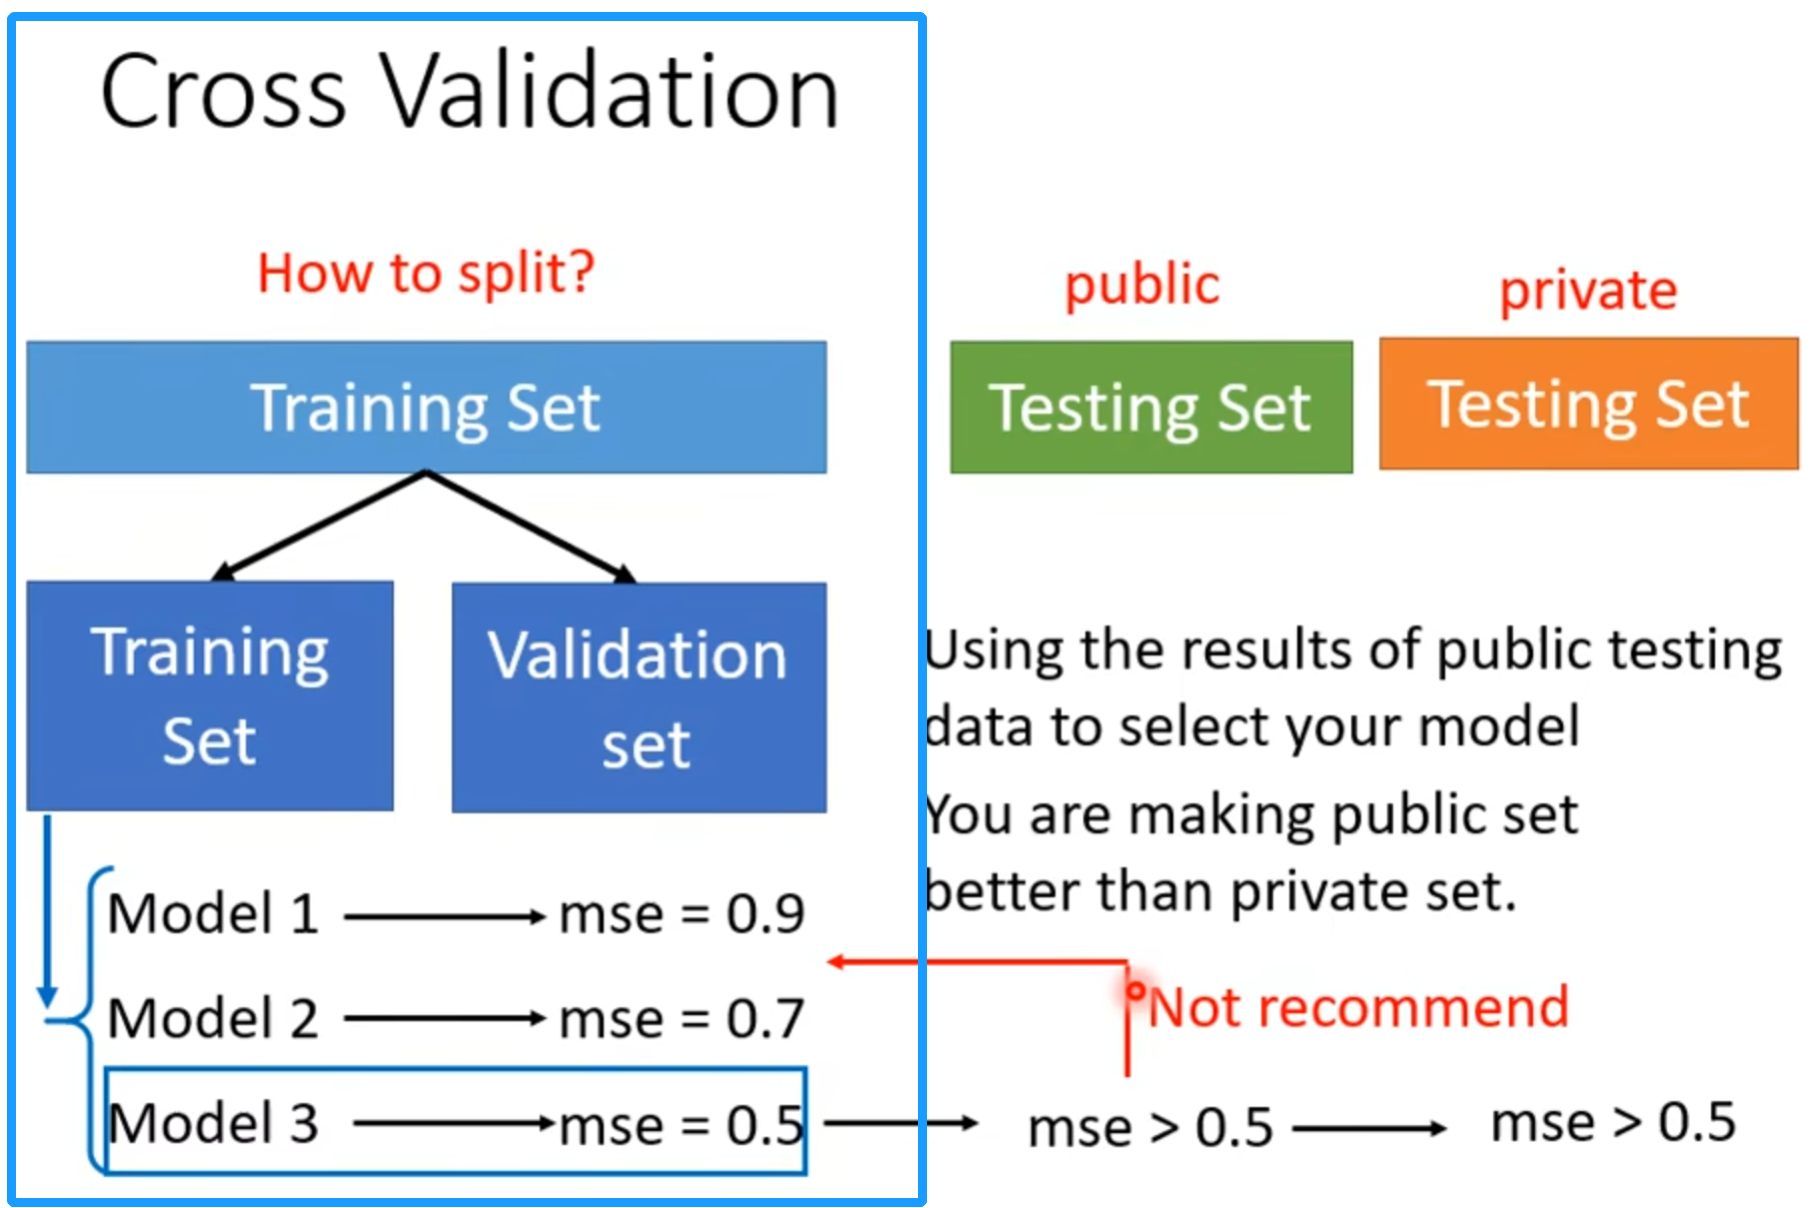 Cross Validation
How to split?
public
private
Training Set
Testing Set
Testing Set
Training
Set
Validation
set
Using the results of public testing
data to select your model
You are making public set
better than private set.
Model 1
mse = 0.9
Not recommend
Model 2
mse = 0.7
Model 3
mse = 0.5
mse > 0.5
mse > 0.5